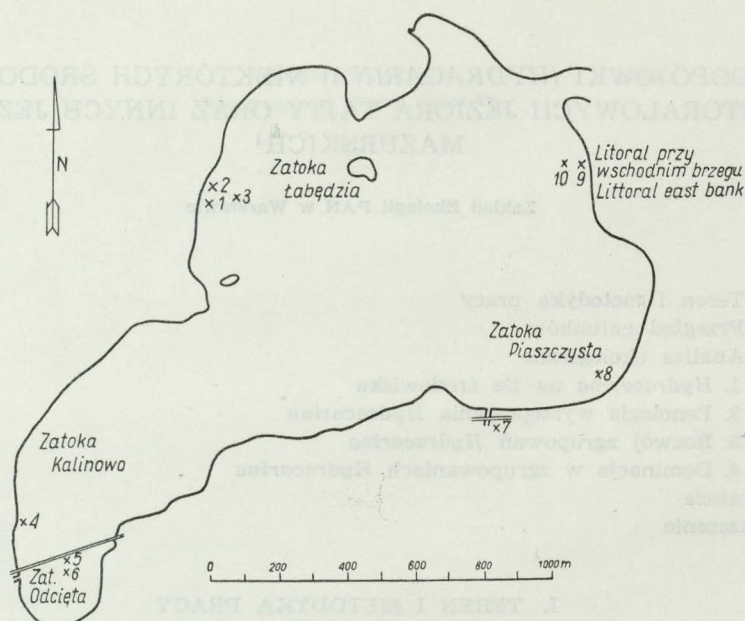 N
×2
×1 ×3
Zatoka
Łabędzia
× ×
10 9
Litoral przy
wschodnim brzegu
Littoral east bank
Zatoka
Piaszczysta
×8
×7
Zatoka
Kalinowo
×4
×5
×6
Zat.
Odcięta
0 200 400 600 800 1000m